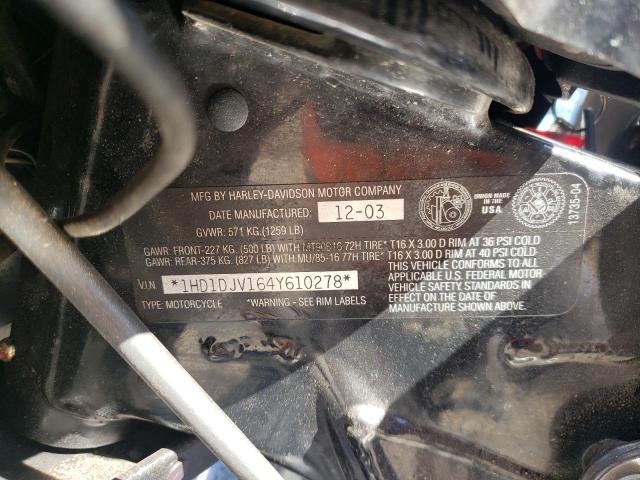 MFG BY HARLEY-DAVIDSON MOTOR COMPANY
DATE MANUFACTURED: 12-03
GVWR: 571 KG.(1259 LB)
UNION MADE IN THE USA
13735-04
GAWR: FRONT-227 KG. (500 LB) WITH MT90B16 72H TIRE* T16 X 3.00 D RIM AT 36 PSI COLD
GAWR: REAR-375 KG. (827 LB) WITH MU/85-16 77H TIRE* T16 X 3.00 D RIM AT 40 PSI COLD
THIS VEHICLE CONFORMS TO ALL
APPLICABLE FEDERAL MOTOR
VEHICLE SAFETY STANDARDS IN
EFFECT ON THE DATE OF
MANUFACTURE SHOWN ABOVE.
VIN *1HD1DJV164Y610278*
TYPE: MOTORCYCLE *WARNING - SEE RIM LABELS